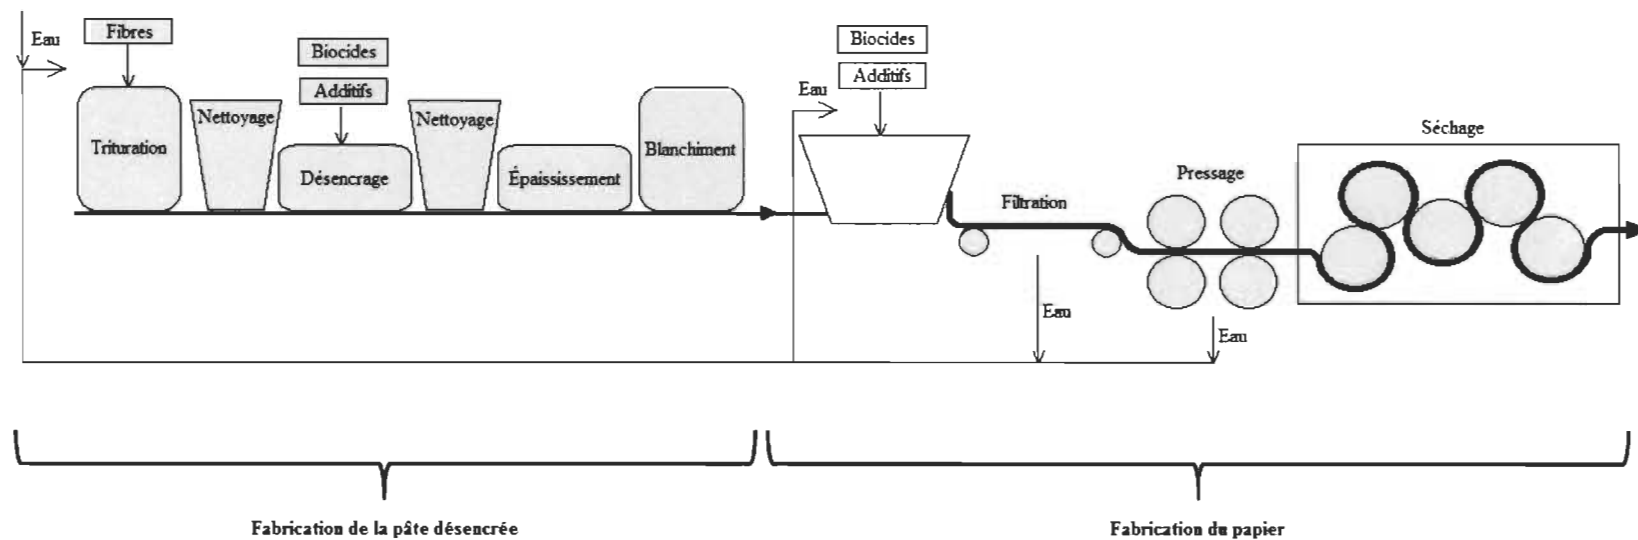 Eau
Fibres
Biocides
Additifs
Trituration
Nettoyage
Désencrage
Nettoyage
Épaississement
Blanchiment
Eau
Biocides
Additifs
Filtration
Pressage
Séchage
Eau
Eau
Fabrication de la pâte désencrée
Fabrication du papier